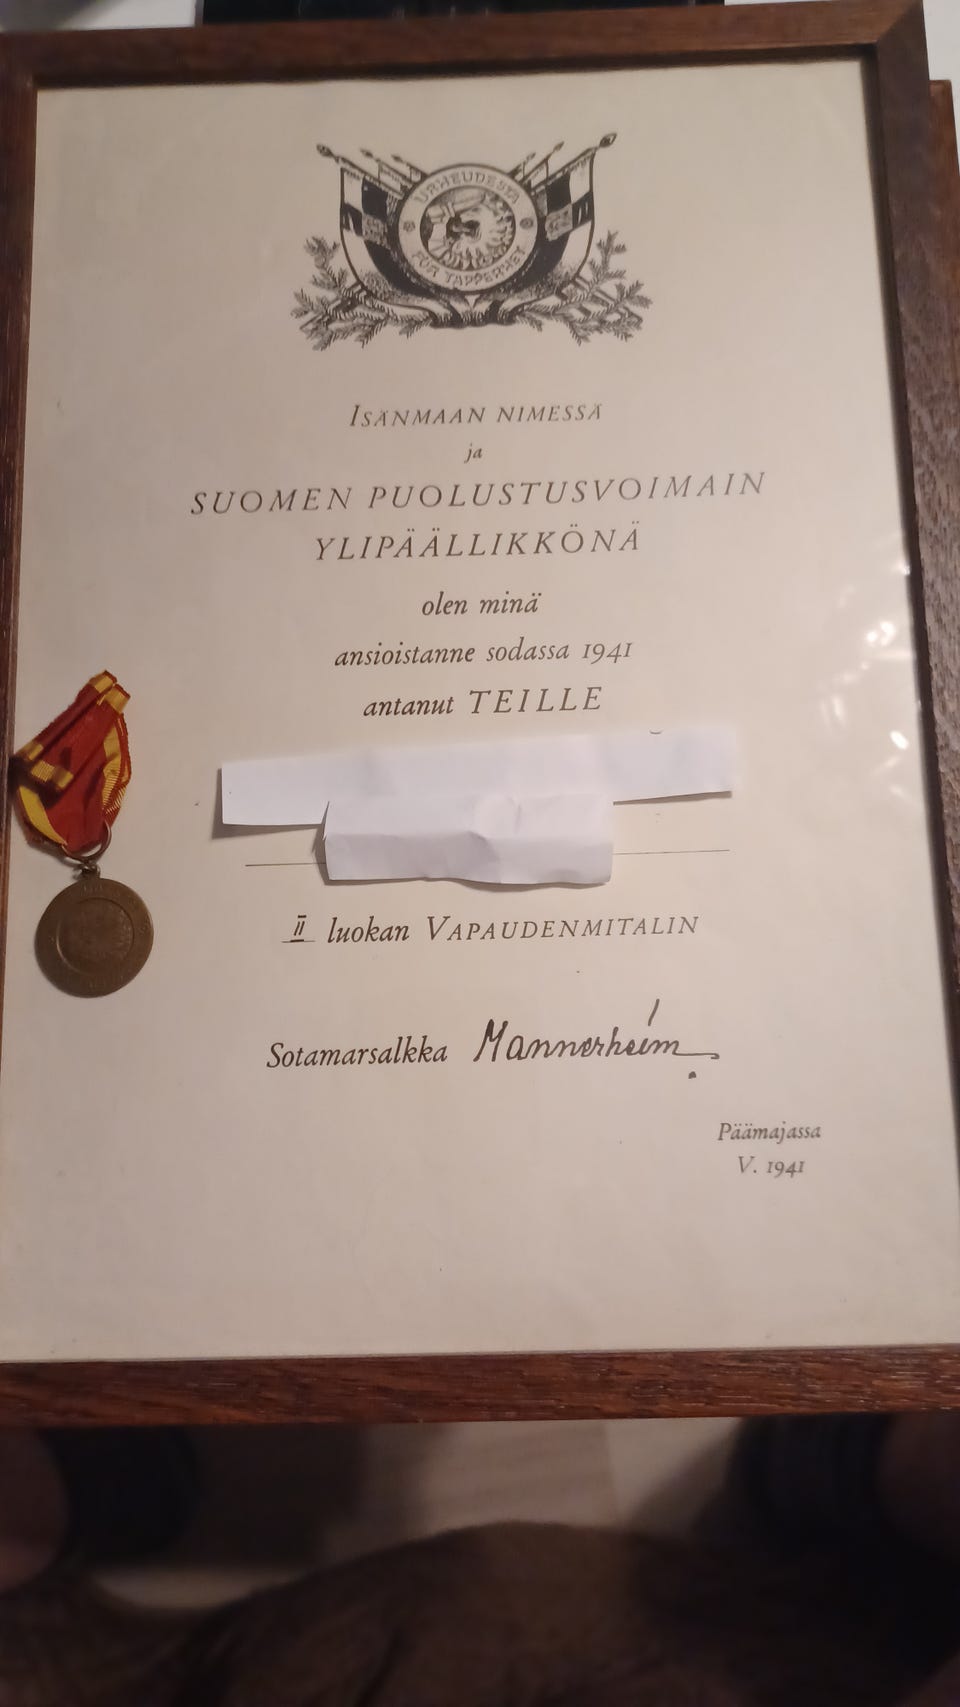 URHEUDESTA
FÖR TAPPERHET
ISÄNMAAN NIMESSÄ
ja
SUOMEN PUOLUSTUSVOIMAIN
YLIPÄÄLLIKKÖNÄ
olen minä
ansioistanne sodassa 1941
antanut TEILLE
II luokan VAPAUDENMITALIN
Sotamarsalkka Mannerheim
Päämajassa
V. 1941